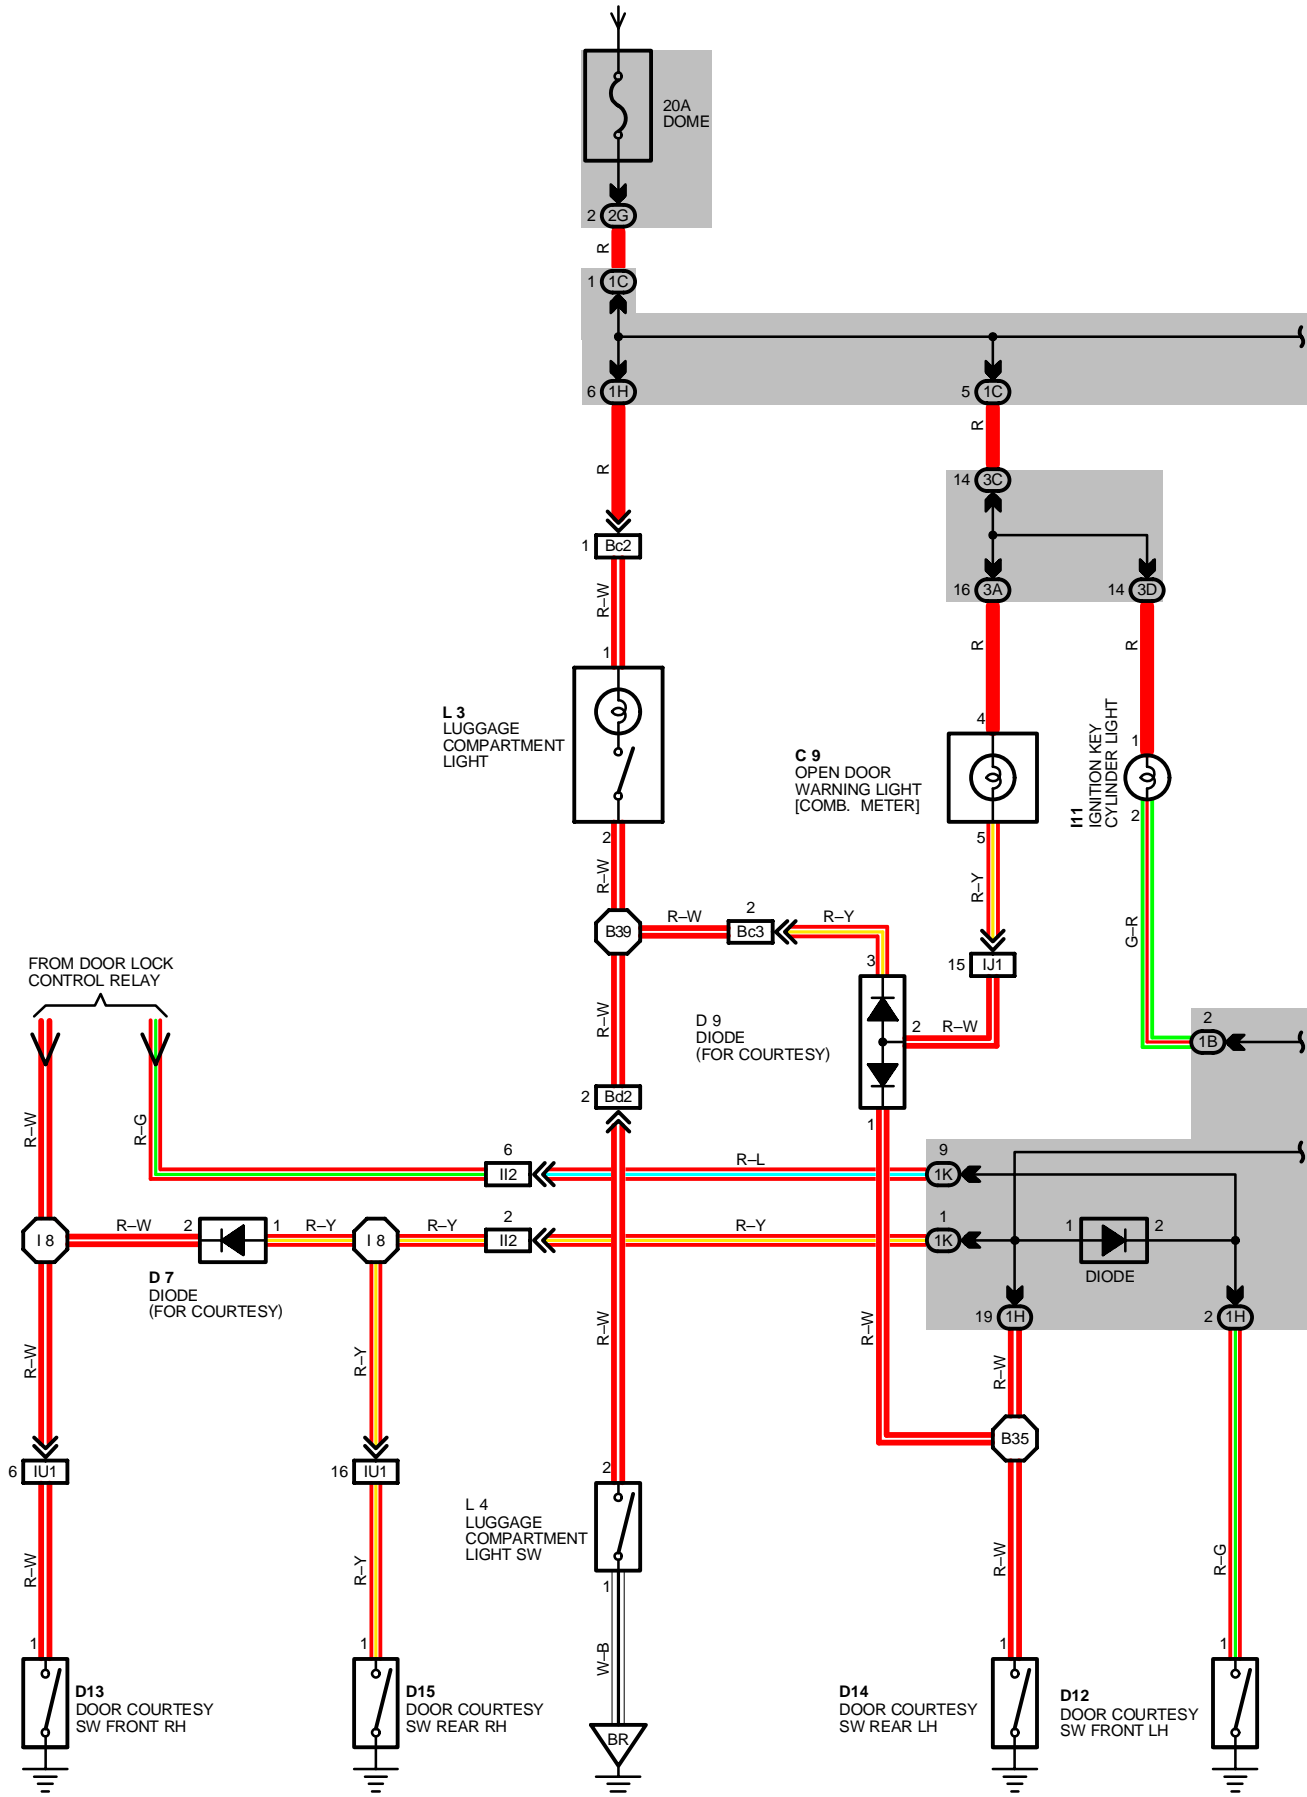 20A
DOME
2 2G
R
1 1C
6 1H
5 1C
R
R
14 3C
1 Bc2
16 3A
14 3D
R–W
R
R
1
L 3
LUGGAGE
COMPARTMENT
LIGHT
4
1
C 9
OPEN DOOR
WARNING LIGHT
[COMB. METER]
I11
IGNITION KEY
CYLINDER LIGHT
2
5
2
R–W
R–Y
G–R
B39
R–W
2
Bc3
R–Y
3
15 IJ1
FROM DOOR LOCK
CONTROL RELAY
R–W
D 9
DIODE
(FOR COURTESY)
2
R–W
2
1B
2 Bd2
1
R–W
R–G
6
II2
R–L
9
1K
I 8
R–W
2
1
R–Y
I 8
R–Y
2
II2
R–Y
1
1K
1
2
DIODE
D 7
DIODE
(FOR COURTESY)
19 1H
2 1H
R–W
R–Y
R–W
R–W
R–W
B35
6 IU1
16 IU1
2
L 4
LUGGAGE
COMPARTMENT
LIGHT SW
R–W
R–Y
R–W
R–G
1
W–B
1
1
1
1
D13
DOOR COURTESY
SW FRONT RH
D15
DOOR COURTESY
SW REAR RH
BR
D14
DOOR COURTESY
SW REAR LH
D12
DOOR COURTESY
SW FRONT LH